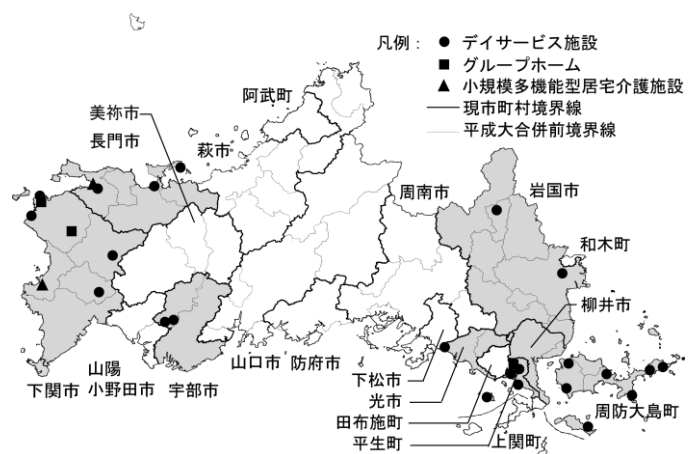 凡例： ● デイサービス施設
■ グループホーム
▲ 小規模多機能型居宅介護施設
現市町村境界線
平成大合併前境界線
阿武町
美祢市
長門市
萩市
周南市
岩国市
和木町
柳井市
下関市
山陽
小野田市
宇部市
山口市
防府市
下松市
光市
田布施町
平生町
上関町
周防大島町